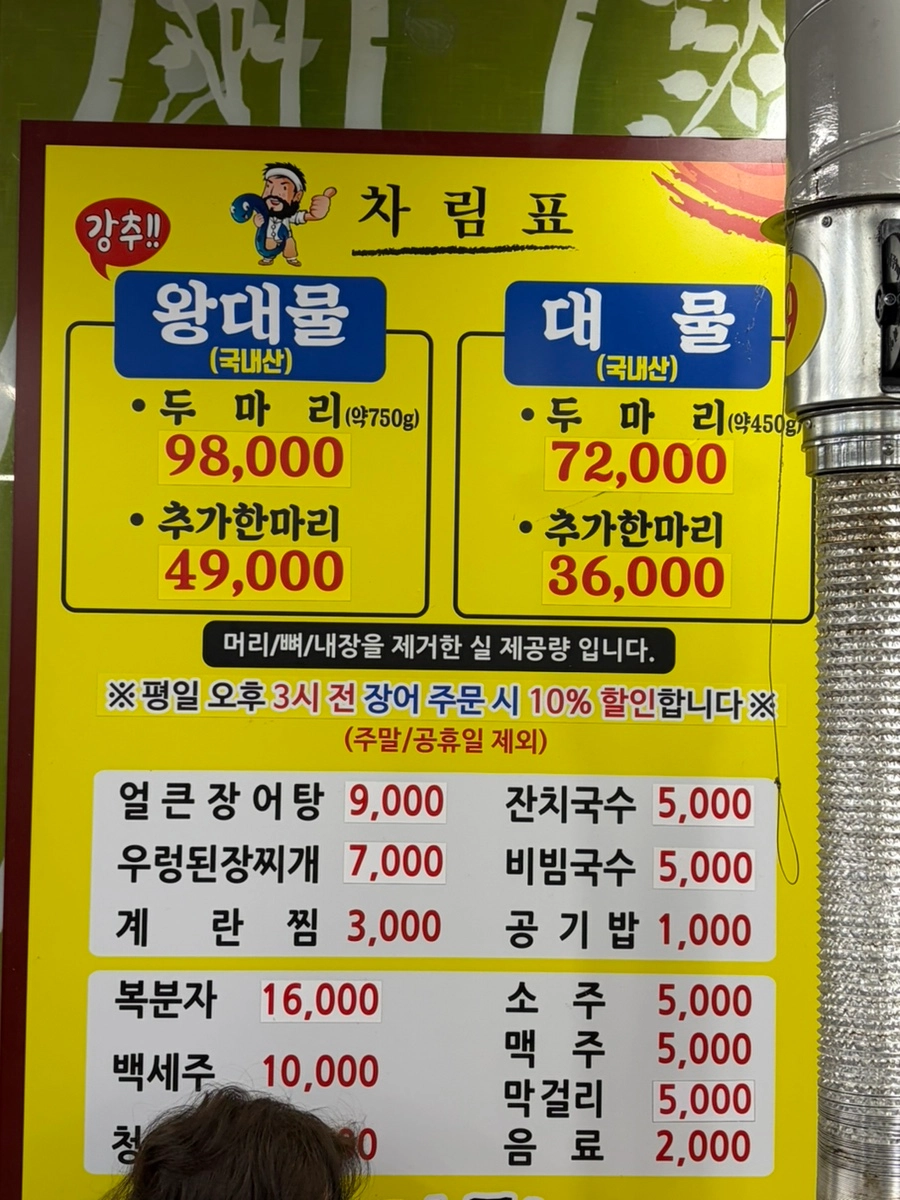 차림표
강추!!
왕대물
(국내산)
• 두 마 리(약750g)
98,000
• 추가한마리
49,000
대 물
(국내산)
• 두 마 리(약450g)
72,000
• 추가한마리
36,000
머리/뼈/내장을 제거한 실 제공량 입니다.
※ 평일 오후 3시 전 장어 주문 시 10% 할인합니다 ※
(주말/공휴일 제외)
얼큰장어탕 9,000
우렁된장찌개 7,000
계 란 찜 3,000
잔치국수 5,000
비빔국수 5,000
공기밥 1,000
복분자 16,000
백세주 10,000
청
소 주 5,000
맥 주 5,000
막걸리 5,000
음 료 2,000